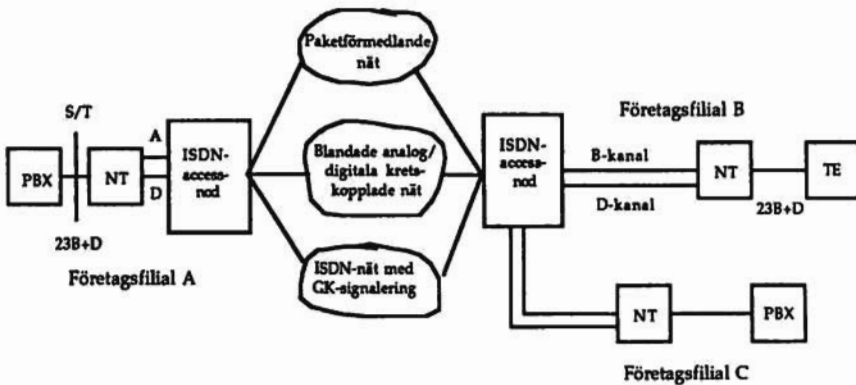 Paketförmedlande
nät
S/T
PBX
NT
A
D
ISDN-
access-
nod
23B+D
Företagsfilial A
Blandade analog/
digitala krets-
kopplade nät
ISDN-nät med
GK-signalering
ISDN-
access-
nod
Företagsfilial B
B-kanal
D-kanal
NT
TE
23B+D
NT
PBX
Företagsfilial C